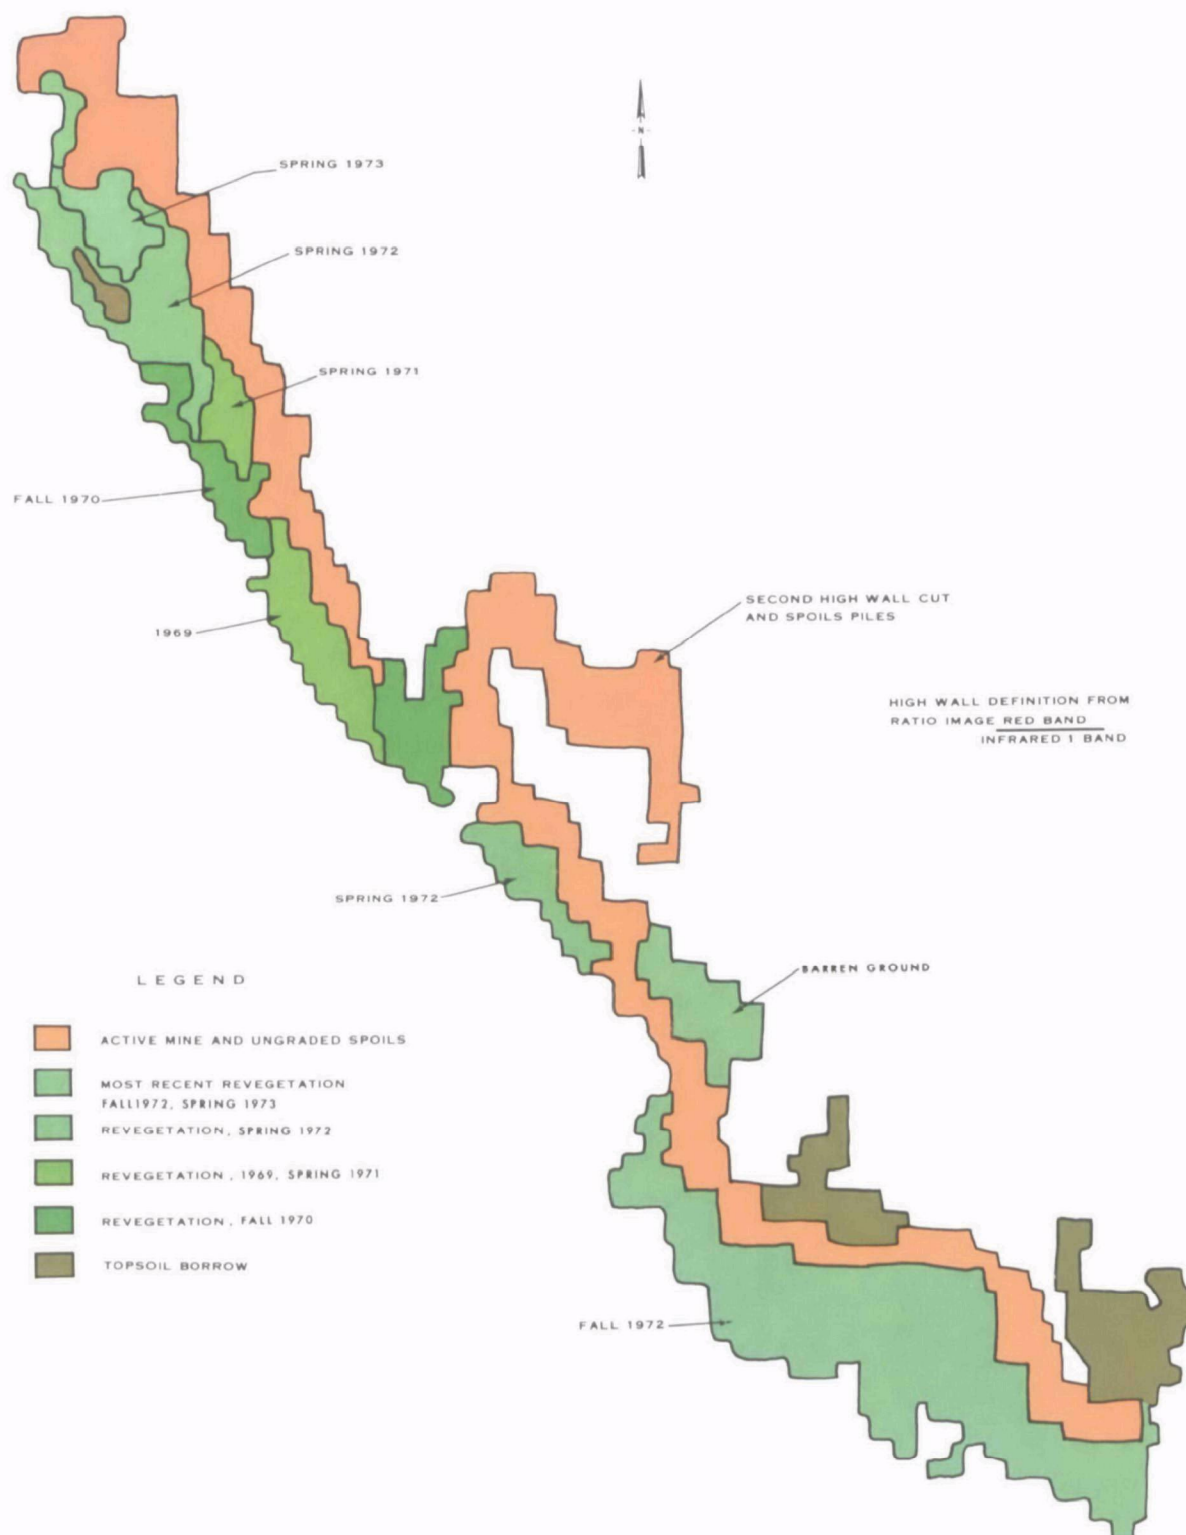 N
SPRING 1973
SPRING 1972
SPRING 1971
FALL 1970
SECOND HIGH WALL CUT
AND SPOILS PILES
1969
HIGH WALL DEFINITION FROM
RATIO IMAGE RED BAND
INFRARED 1 BAND
SPRING 1972
BARREN GROUND
LEGEND
ACTIVE MINE AND UNGRADED SPOILS
MOST RECENT REVEGETATION
FALL1972, SPRING 1973
REVEGETATION, SPRING 1972
REVEGETATION, 1969, SPRING 1971
REVEGETATION, FALL 1970
TOPSOIL BORROW
FALL 1972